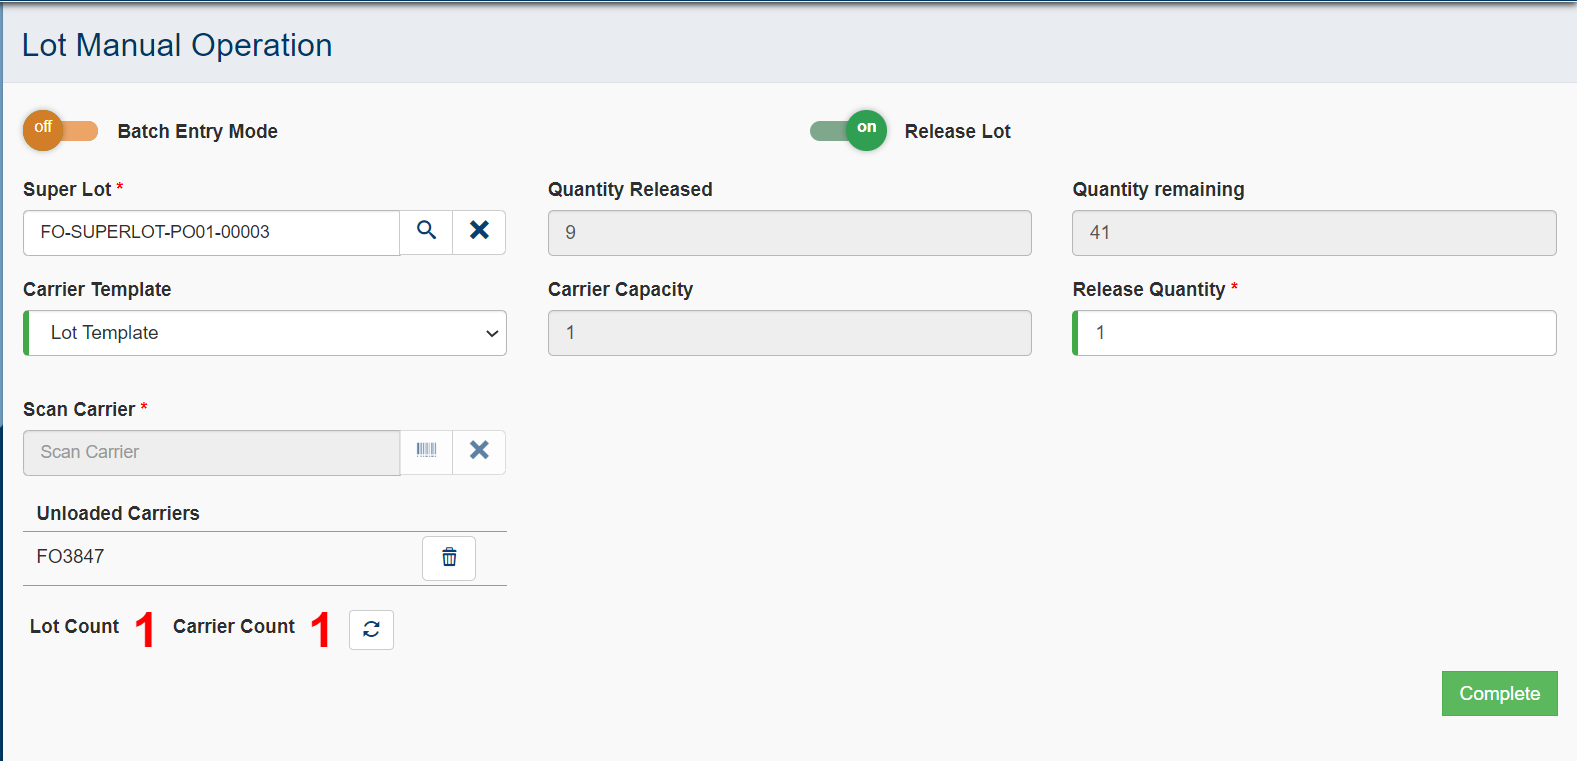 Lot Manual Operation
off Batch Entry Mode on Release Lot
Super Lot * Quantity Released Quantity remaining
FO-SUPERLOT-PO01-00003 9 41
Carrier Template Carrier Capacity Release Quantity *
Lot Template 1 1
Scan Carrier *
Scan Carrier
Unloaded Carriers
FO3847
Lot Count 1 Carrier Count 1
Complete